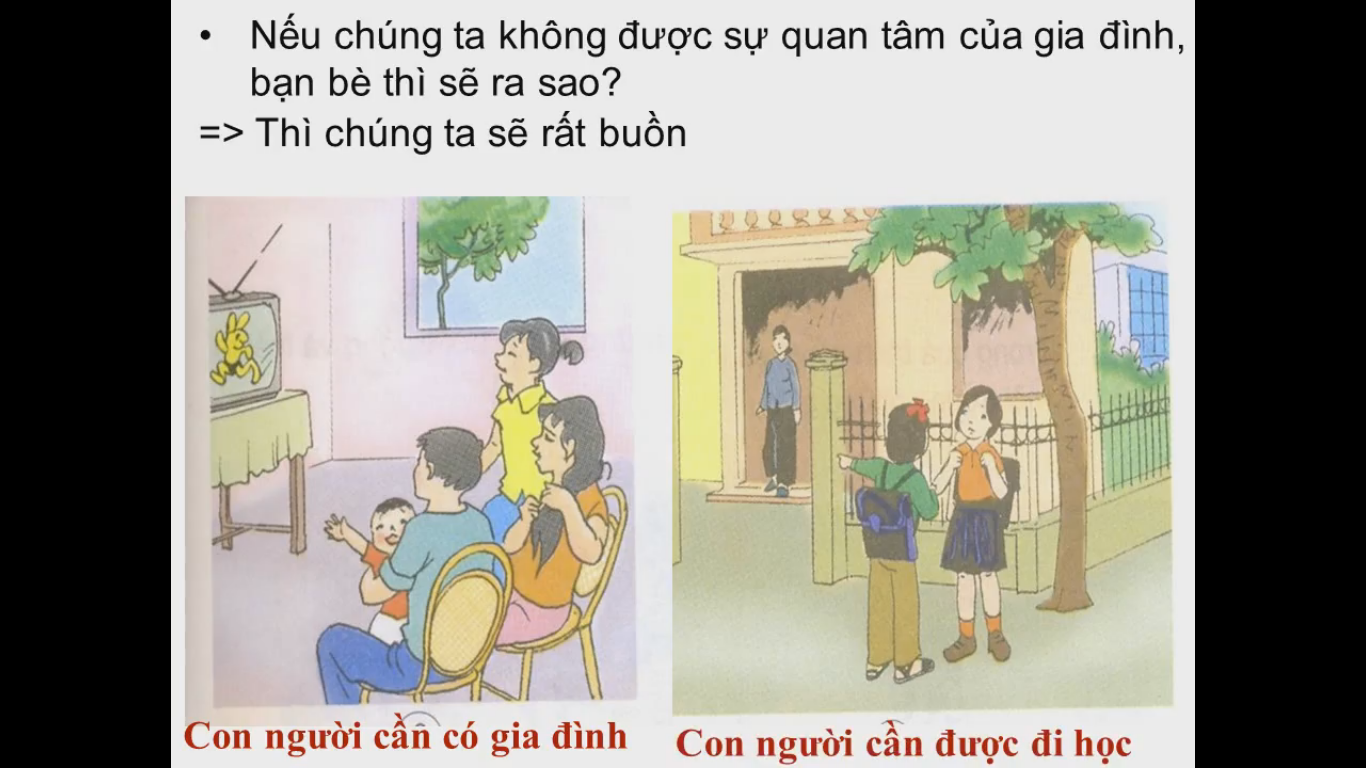 • Nếu chúng ta không được sự quan tâm của gia đình,
bạn bè thì sẽ ra sao?
=> Thì chúng ta sẽ rất buồn
Con người cần có gia đình
Con người cần được đi học